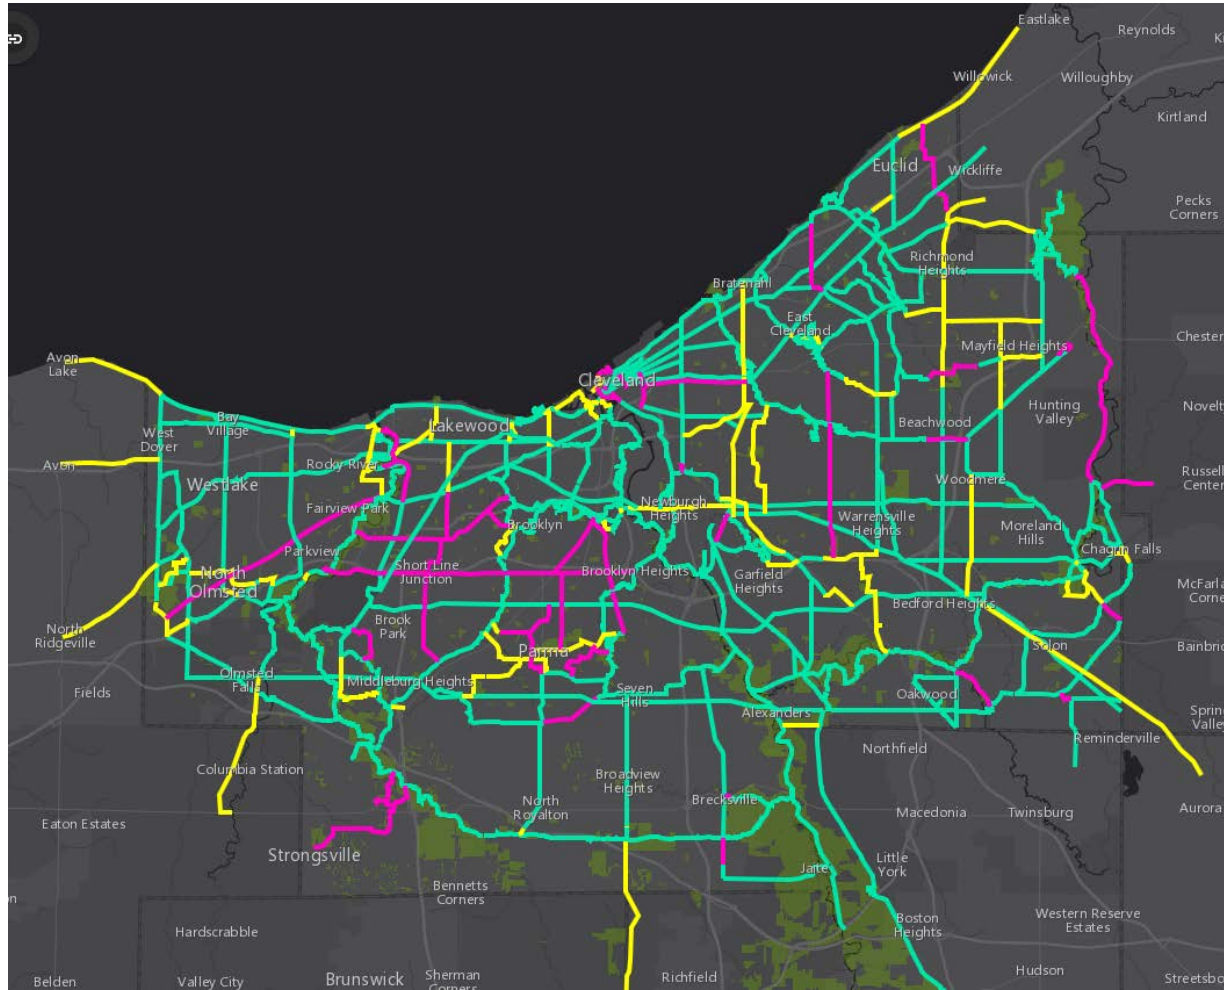 Eastlake
Reynolds
Ki
Willowick
Willoughby
Kirtland
Euclid
Wickliffe
Pecks
Corners
Richmond
Heights
Bratenahl
East
Cleveland
Chester
Mayfield Heights
Avon
Lake
Cleveland
Hunting
Valley
Novelt
Bay
Village
Lakewood
Beachwood
West
Dover
Avon
Rocky River
Westlake
Woodmere
Russell
Center
Fairview Park
Newburgh
Heights
Brooklyn
Warrensville
Heights
Moreland
Hills
Parkview
Chagrin Falls
North
Olmsted
Short Line
Junction
Brooklyn Heights
Garfield
Heights
McFarla
Corne
Bedford Heights
Brook
Park
North
Ridgeville
Parma
Solon
Bainbri
Olmsted
Falls
Middleburg Heights
Fields
Seven
Hills
Oakwood
Alexanders
Sprin
Valley
Northfield
Reminderville
Columbia Station
Broadview
Heights
North
Royalton
Brecksville
Macedonia
Twinsburg
Aurora
Eaton Estates
Strongsville
Little
York
Jaite
Bennetts
Corners
on
Boston
Heights
Western Reserve
Estates
Hardscrabble
Belden
Valley City
Brunswick
Sherman
Corners
Richfield
Hudson
Streetsbo